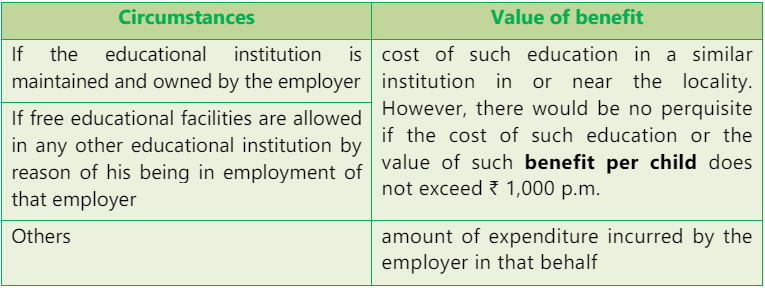 Circumstances
Value of benefit
If the educational institution is
maintained and owned by the employer
If free educational facilities are allowed
in any other educational institution by
reason of his being in employment of
that employer
cost of such education in a similar
institution in or near the locality.
However, there would be no perquisite
if the cost of such education or the
value of such benefit per child does
not exceed ₹ 1,000 p.m.
Others
amount of expenditure incurred by the
employer in that behalf